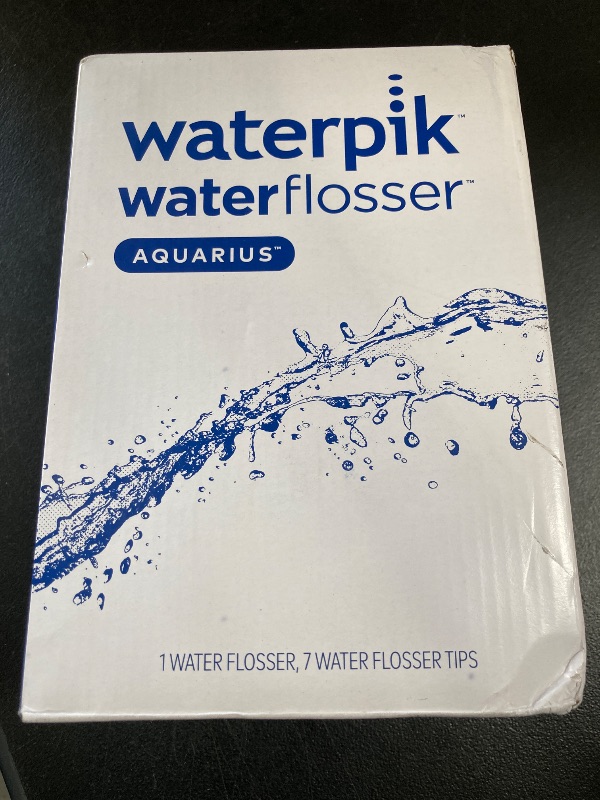 waterpik™
waterflosser™
AQUARIUS™
1 WATER FLOSSER, 7 WATER FLOSSER TIPS